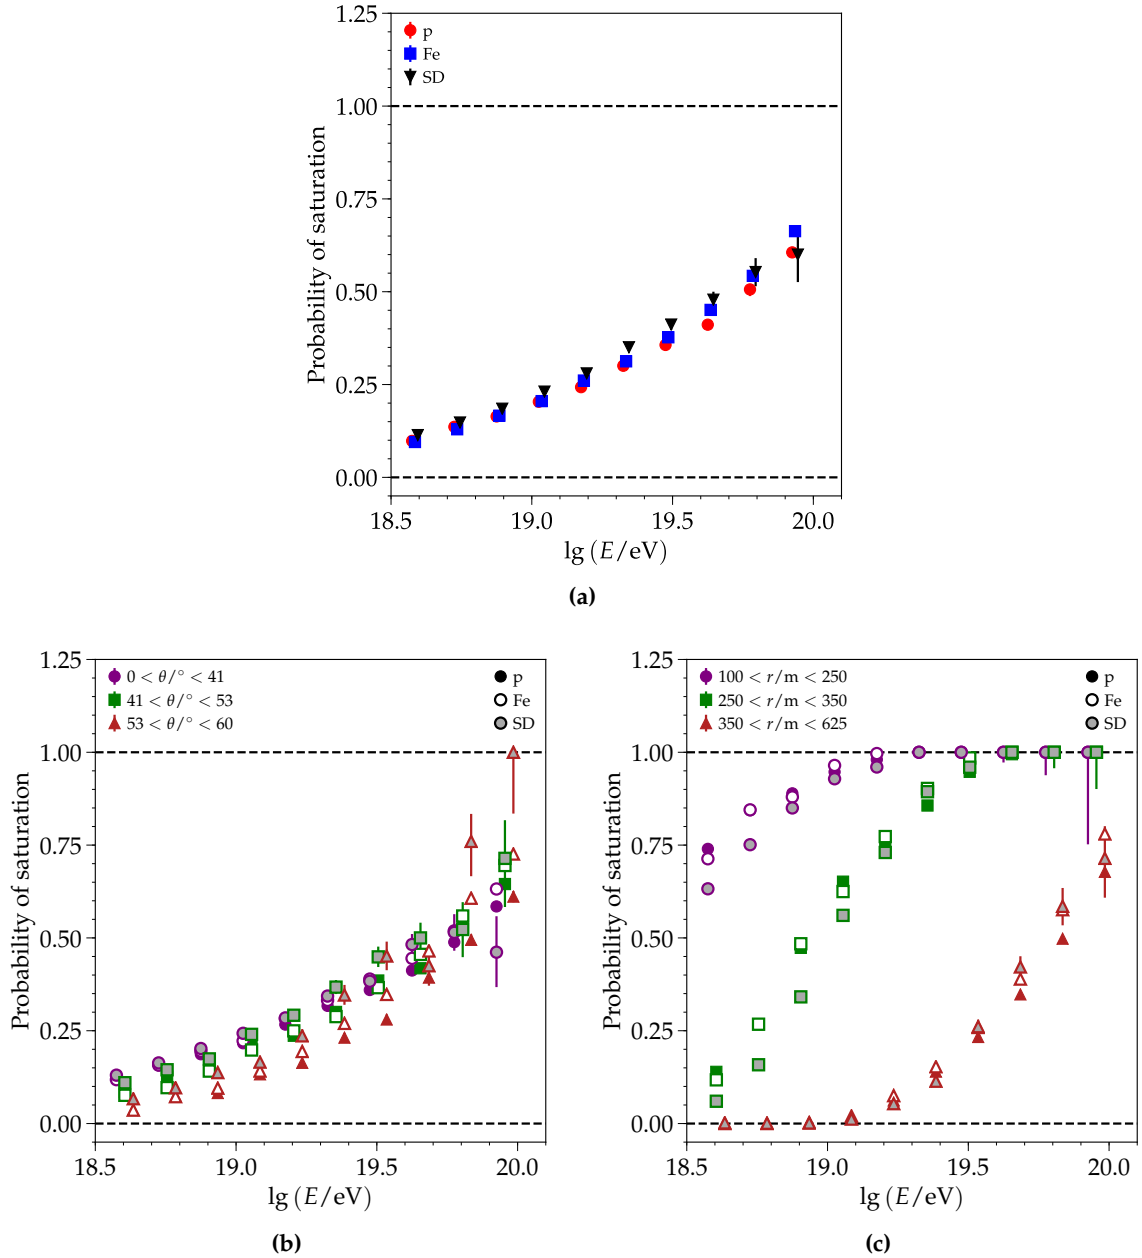 1.25
p
Fe
SD
1.00
0.75
0.50
0.25
0.00
Probability of saturation
18.5 19.0 19.5 20.0
lg (E/eV)
(a)
1.25
0 < θ/° < 41
41 < θ/° < 53
53 < θ/° < 60
p
Fe
SD
1.00
0.75
0.50
0.25
0.00
Probability of saturation
18.5 19.0 19.5 20.0
lg (E/eV)
(b)
1.25
100 < r/m < 250
250 < r/m < 350
350 < r/m < 625
p
Fe
SD
1.00
0.75
0.50
0.25
0.00
Probability of saturation
18.5 19.0 19.5 20.0
lg (E/eV)
(c)